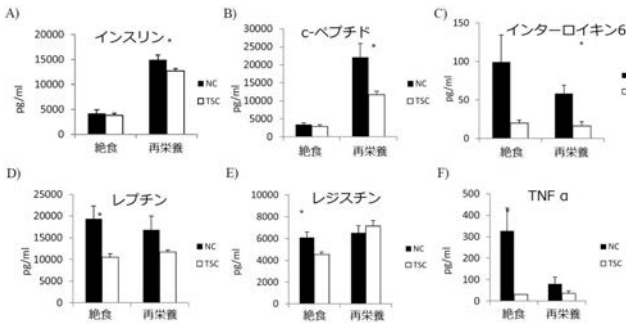 A)
インスリン
*
pg/ml
20000
15000
10000
5000
0
絶食
再栄養
NC
TSC
B)
c-ペプチド
*
pg/ml
30000
25000
20000
15000
10000
5000
0
絶食
再栄養
NC
TSC
C)
インターロイキン6
*
pg/ml
150
100
50
0
絶食
再栄養
D)
レプチン
*
pg/ml
25000
20000
15000
10000
5000
0
絶食
再栄養
NC
TSC
E)
レジスチン
*
pg/ml
10000
8000
6000
4000
2000
0
絶食
再栄養
NC
TSC
F)
TNF α
*
pg/ml
500
400
300
200
100
0
絶食
再栄養
NC
TSC